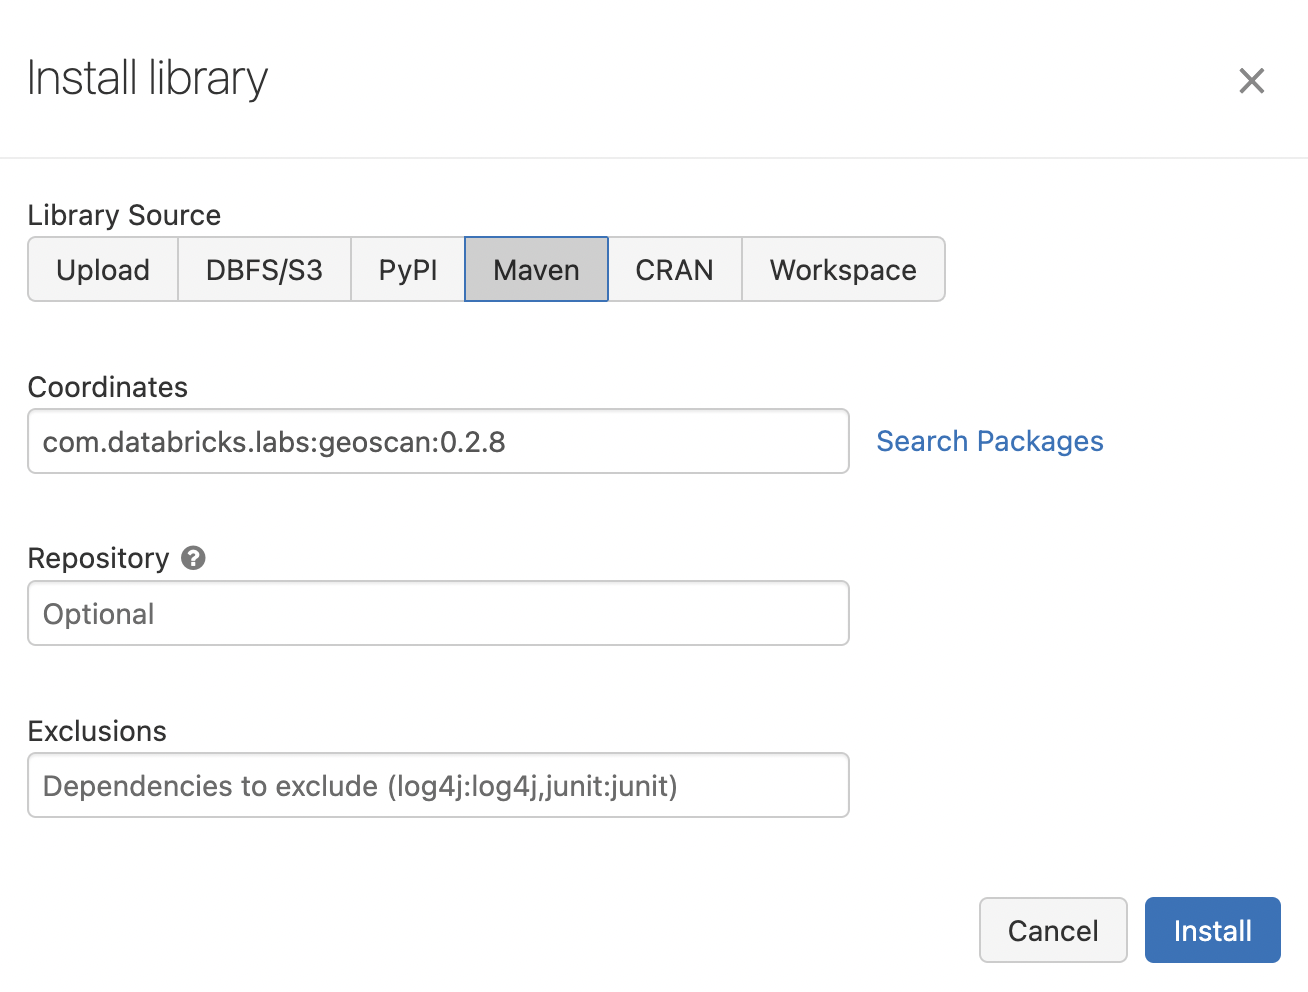 Install library
Library Source
Upload DBFS/S3 PyPI Maven CRAN Workspace
Coordinates
com.databricks.labs:geoscan:0.2.8 Search Packages
Repository ?
Optional
Exclusions
Dependencies to exclude (log4j:log4j,junit:junit)
Cancel Install